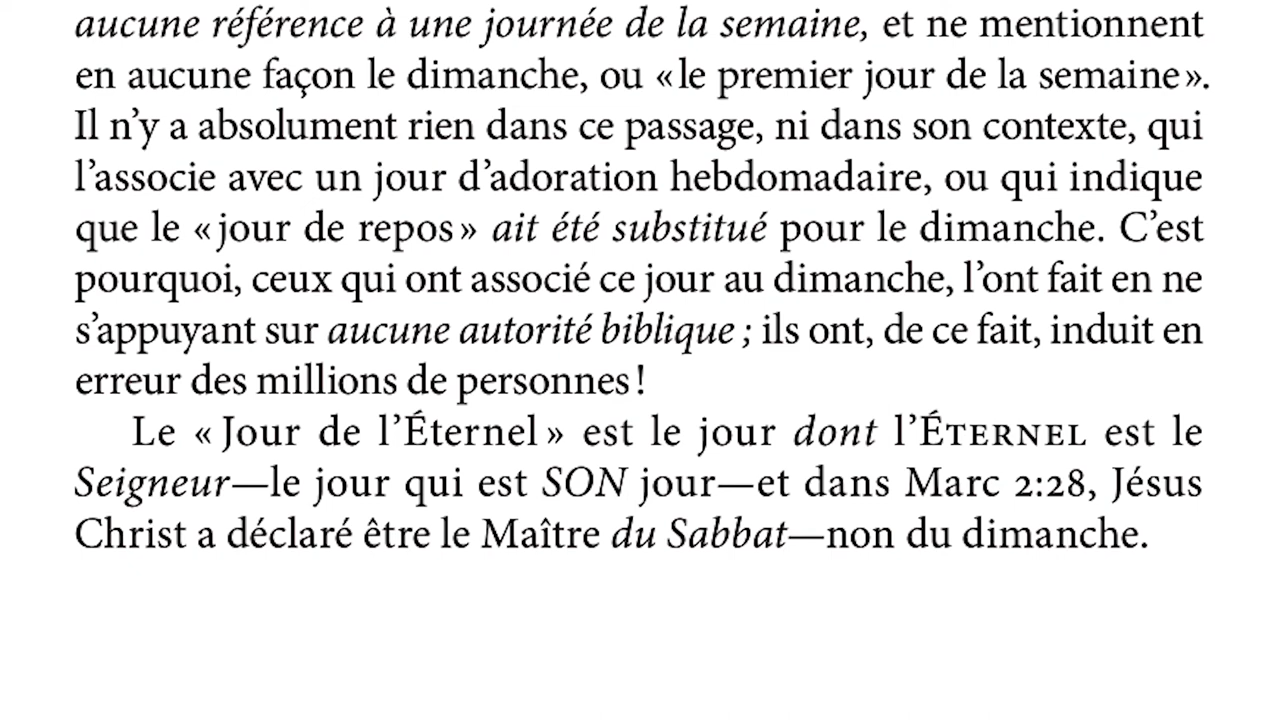 aucune référence à une journée de la semaine, et ne mentionnent
en aucune façon le dimanche, ou «le premier jour de la semaine».
Il n’y a absolument rien dans ce passage, ni dans son contexte, qui
l’associe avec un jour d’adoration hebdomadaire, ou qui indique
que le «jour de repos» ait été substitué pour le dimanche. C’est
pourquoi, ceux qui ont associé ce jour au dimanche, l’ont fait en ne
s’appuyant sur aucune autorité biblique ; ils ont, de ce fait, induit en
erreur des millions de personnes !
Le «Jour de l’Éternel» est le jour dont l’ÉTERNEL est le
Seigneur—le jour qui est SON jour—et dans Marc 2:28, Jésus
Christ a déclaré être le Maître du Sabbat—non du dimanche.